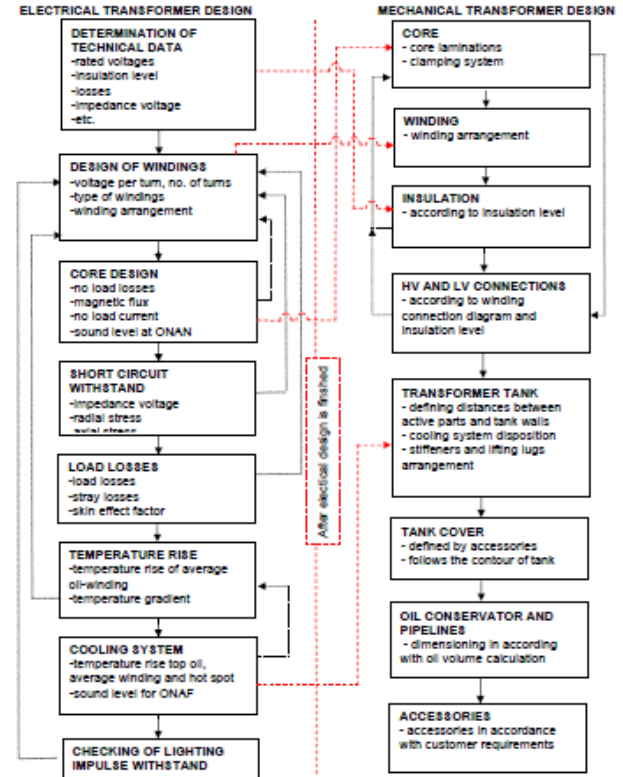 ELECTRICAL TRANSFORMER DESIGN
DETERMINATION OF
TECHNICAL DATA
-rated voltages
-insulation level
-losses
-impedance voltage
-etc.
DESIGN OF WINDINGS
-voltage per turn, no. of turns
-type of windings
-winding arrangement
CORE DESIGN
-no load losses
-magnetic flux
-no load current
-sound level at ONAN
SHORT CIRCUIT
WITHSTAND
-impedance voltage
-radial stress
-axial stress
LOAD LOSSES
-load losses
-stray losses
-skin effect factor
TEMPERATURE RISE
-temperature rise of average
oil-winding
-temperature gradient
COOLING SYSTEM
-temperature rise top oil,
average winding and hot spot
-sound level for ONAF
CHECKING OF LIGHTING
IMPULSE WITHSTAND
After electical design is finished
MECHANICAL TRANSFORMER DESIGN
CORE
- core laminations
- clamping system
WINDING
- winding arrangement
INSULATION
- according to insulation level
HV AND LV CONNECTIONS
- according to winding
connection diagram and
insulation level
TRANSFORMER TANK
- defining distances between
active parts and tank walls
- cooling system disposition
- stiffeners and lifting lugs
arrangement
TANK COVER
- defined by accessories
- follows the contour of tank
OIL CONSERVATOR AND
PIPELINES
- dimensioning in according
with oil volume calculation
ACCESSORIES
- accessories in accordance
with customer requirements